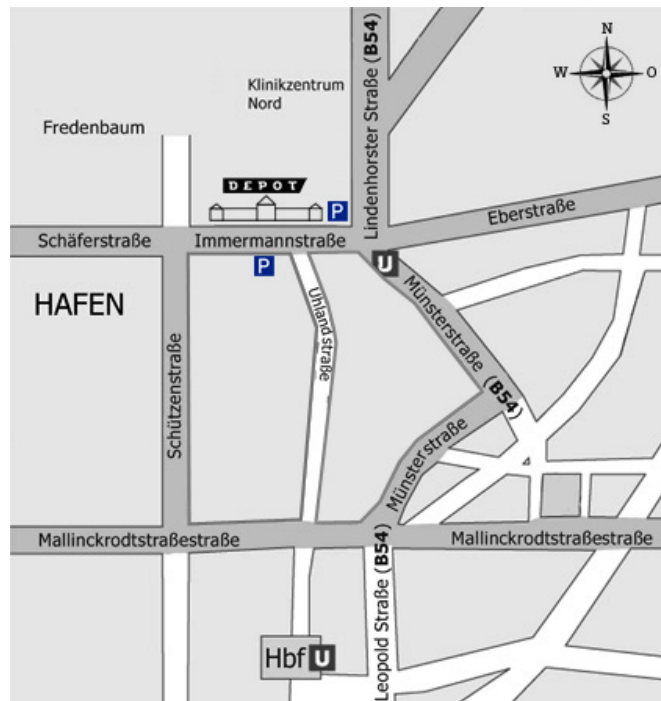 N
W
O
S
Lindenhorster Straße (B54)
Klinikzentrum
Nord
Fredenbaum
DEPOT
P
Eberstraße
Schäferstraße
Immermannstraße
U
P
HAFEN
Uhlandstraße
Münsterstraße (B54)
Schützenstraße
Münsterstraße
Mallinckrodtstraßestraße
Mallinckrodtstraßestraße
Leopold Straße (B54)
Hbf U